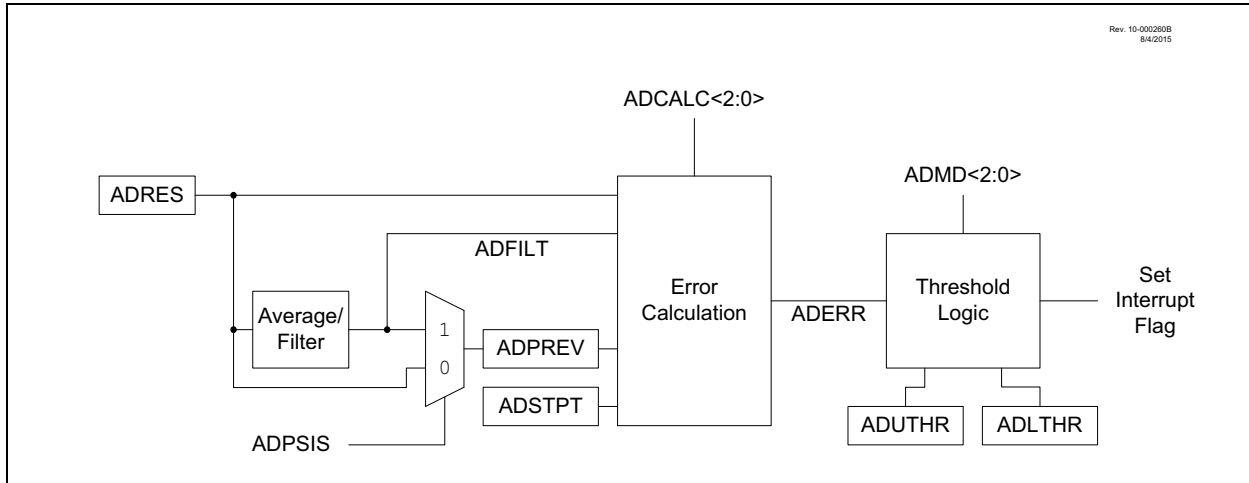 Rev. 10-000260B
8/4/2015
ADCALC<2:0>
ADMD<2:0>
ADRES
ADFILT
Average/
Filter
1
0
ADPREV
ADSTPT
ADPSIS
Error
Calculation
ADERR
Threshold
Logic
Set
Interrupt
Flag
ADUTHR
ADLTHR